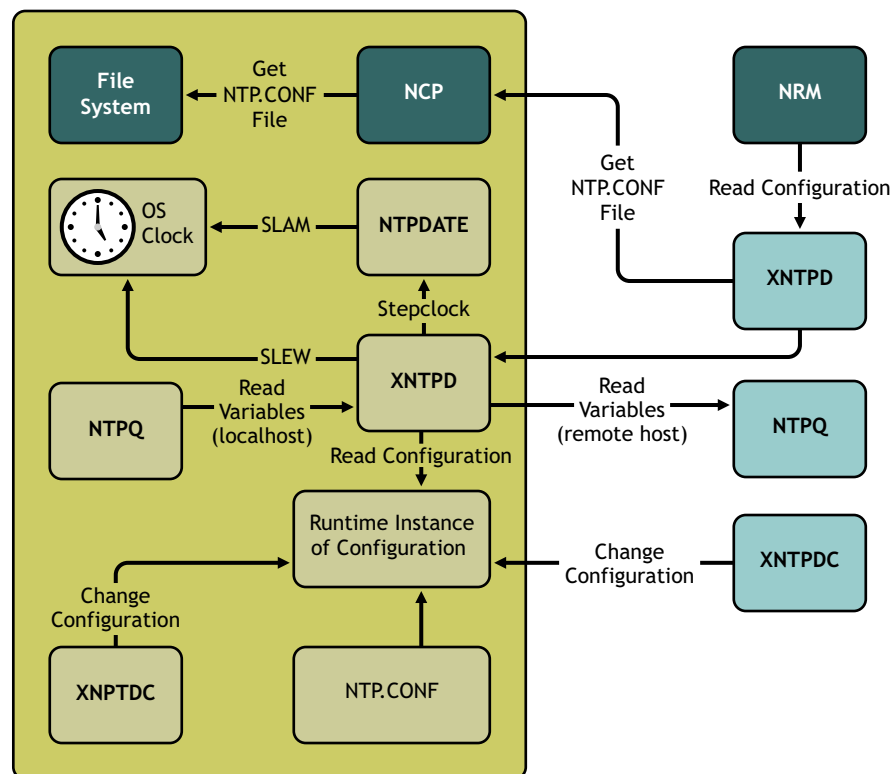 File
System
Get
NTP.CONF
File
NCP
NRM
Get
NTP.CONF
File
Read Configuration
OS
Clock
SLAM
NTPDATE
XNTPD
Stepclock
SLEW
XNTPD
NTPQ
Read
Variables
(localhost)
Read
Variables
(remote host)
NTPQ
Read Configuration
Runtime Instance
of Configuration
Change
Configuration
XNTPDC
Change
Configuration
XNPTDC
NTP.CONF